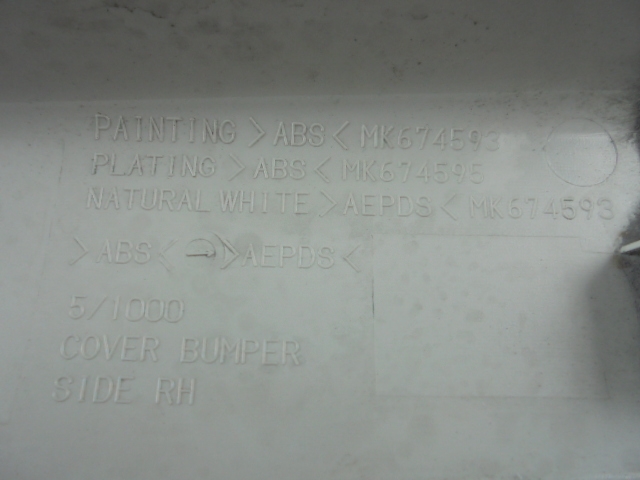 PAINTING >ABS< MK674593
PLATING >ABS< MK674595
NATURAL WHITE >AEPDS< MK674593
>ABS< >AEPDS<
5/1000
COVER BUMPER
SIDE RH